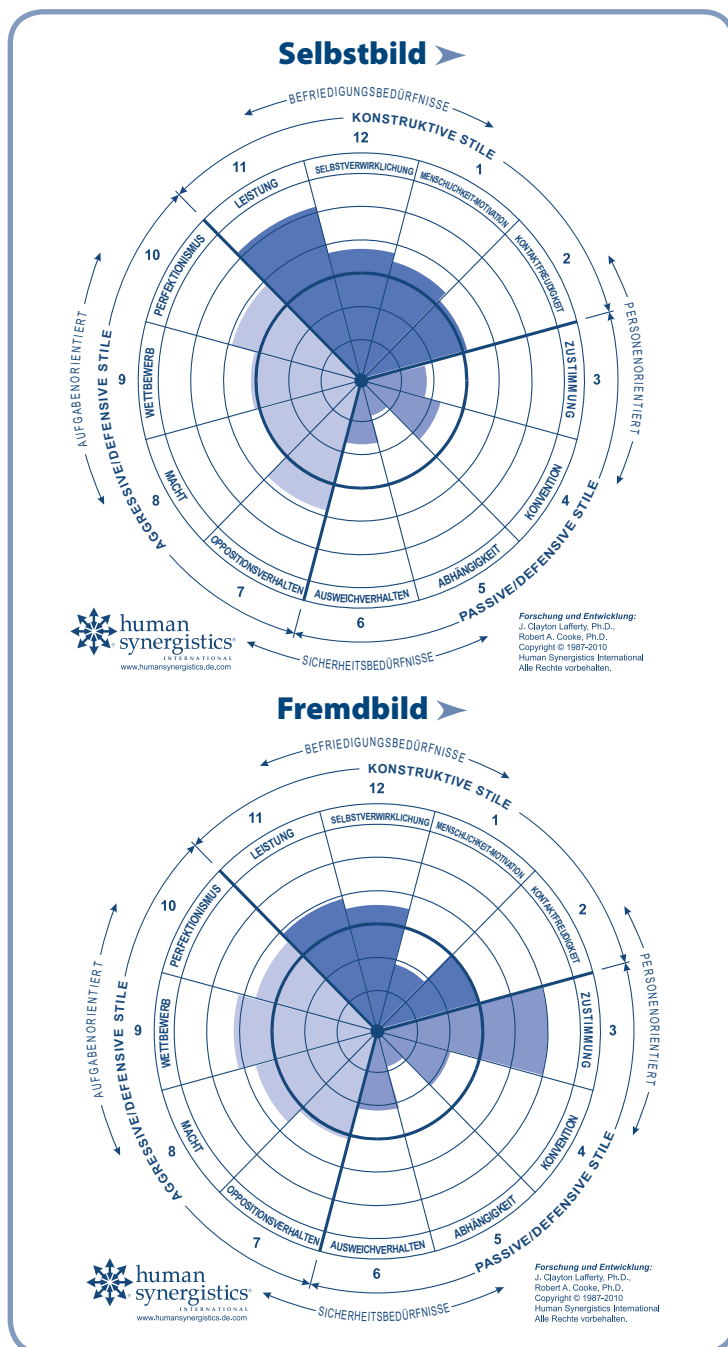 Selbstbild
BEFRIEDIGUNGSBEDÜRFNISSE
KONSTRUKTIVE STILE
12
11
1
SELBSTVERWIRKLICHUNG
LEISTUNG
MENSCHLICHKEIT-MOTIVATION
10
2
PERFEKTIONISMUS
KONTAKTFREUDIGKEIT
AUFGABENORIENTIERT
PERSONENORIENTIERT
AGGRESSIVE/DEFENSIVE STILE
9
WETTBEWERB
ZUSTIMMUNG
3
8
MACHT
KONVENTION
4
OPPOSITIONSVERHALTEN
AUSWEICHVERHALTEN
ABHÄNGIGKEIT
7
6
5
PASSIVE/DEFENSIVE STILE
SICHERHEITSBEDÜRFNISSE
human
synergistics®
INTERNATIONAL
www.humansynergistics.de.com
Forschung und Entwicklung:
J. Clayton Lafferty, Ph.D.,
Robert A. Cooke, Ph.D.
Copyright © 1987-2010
Human Synergistics International
Alle Rechte vorbehalten.
Fremdbild
BEFRIEDIGUNGSBEDÜRFNISSE
KONSTRUKTIVE STILE
12
11
1
SELBSTVERWIRKLICHUNG
LEISTUNG
MENSCHLICHKEIT-MOTIVATION
10
2
PERFEKTIONISMUS
KONTAKTFREUDIGKEIT
AUFGABENORIENTIERT
PERSONENORIENTIERT
AGGRESSIVE/DEFENSIVE STILE
9
WETTBEWERB
ZUSTIMMUNG
3
8
MACHT
KONVENTION
4
OPPOSITIONSVERHALTEN
AUSWEICHVERHALTEN
ABHÄNGIGKEIT
7
6
5
PASSIVE/DEFENSIVE STILE
SICHERHEITSBEDÜRFNISSE
human
synergistics®
INTERNATIONAL
www.humansynergistics.de.com
Forschung und Entwicklung:
J. Clayton Lafferty, Ph.D.,
Robert A. Cooke, Ph.D.
Copyright © 1987-2010
Human Synergistics International
Alle Rechte vorbehalten.